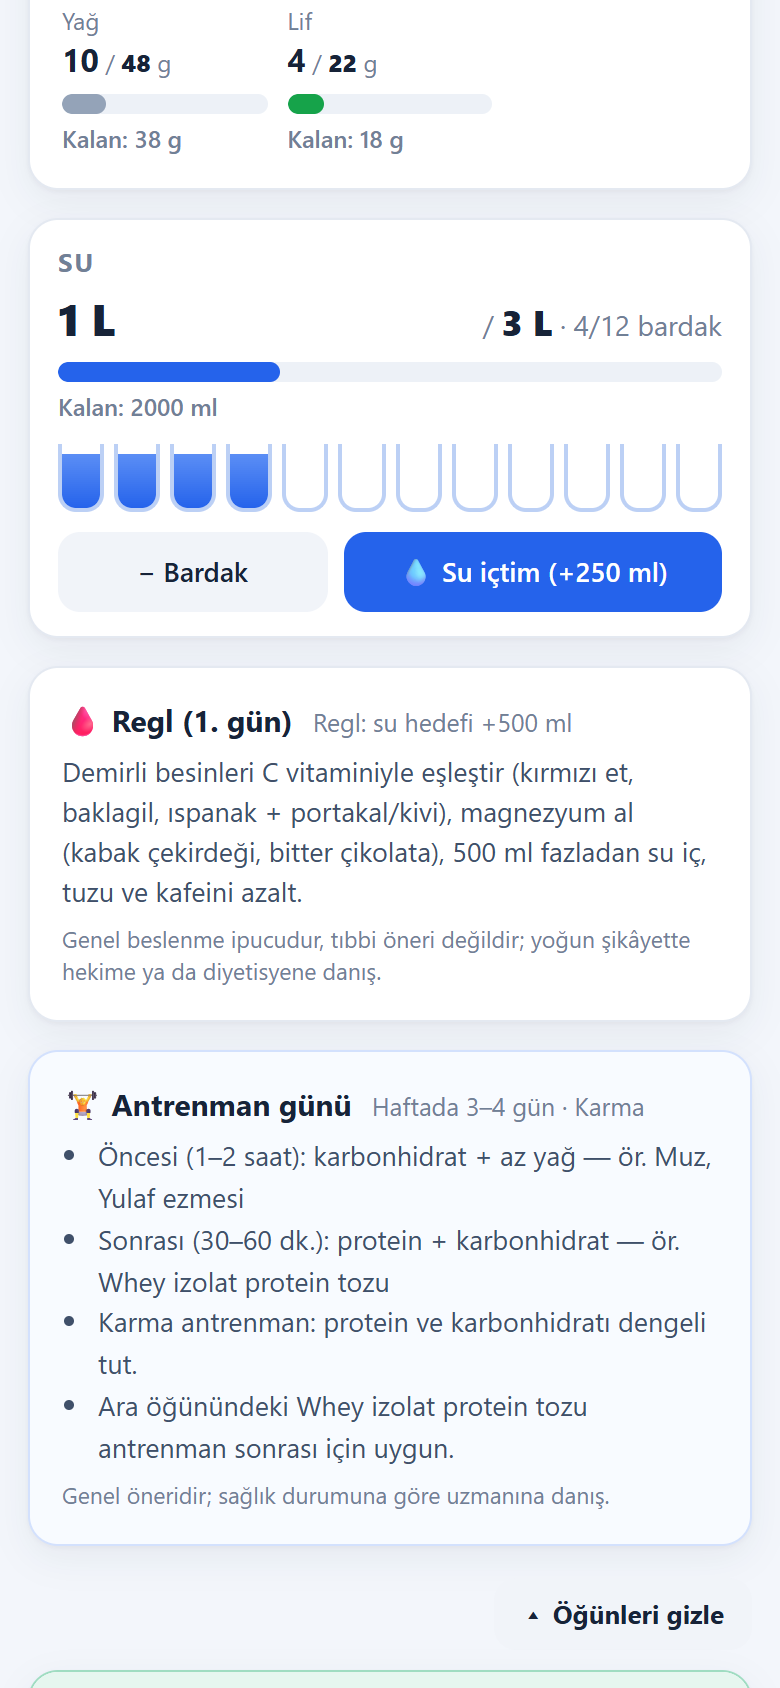 Yağ
10 / 48 g
Kalan: 38 g
Lif
4 / 22 g
Kalan: 18 g
SU
1 L
/ 3 L · 4/12 bardak
Kalan: 2000 ml
− Bardak
Su içtim (+250 ml)
Regl (1. gün) Regl: su hedefi +500 ml
Demirli besinleri C vitaminiyle eşleştir (kırmızı et,
baklagil, ıspanak + portakal/kivi), magnezyum al
(kabak çekirdeği, bitter çikolata), 500 ml fazladan su iç,
tuzu ve kafeini azalt.
Genel beslenme ipucudur, tıbbi öneri değildir; yoğun şikâyette
hekime ya da diyetisyene danış.
Antrenman günü Haftada 3–4 gün · Karma
• Öncesi (1–2 saat): karbonhidrat + az yağ — ör. Muz,
Yulaf ezmesi
• Sonrası (30–60 dk.): protein + karbonhidrat — ör.
Whey izolat protein tozu
• Karma antrenman: protein ve karbonhidratı dengeli
tut.
• Ara öğünündeki Whey izolat protein tozu
antrenman sonrası için uygun.
Genel öneridir; sağlık durumuna göre uzmanına danış.
▲ Öğünleri gizle